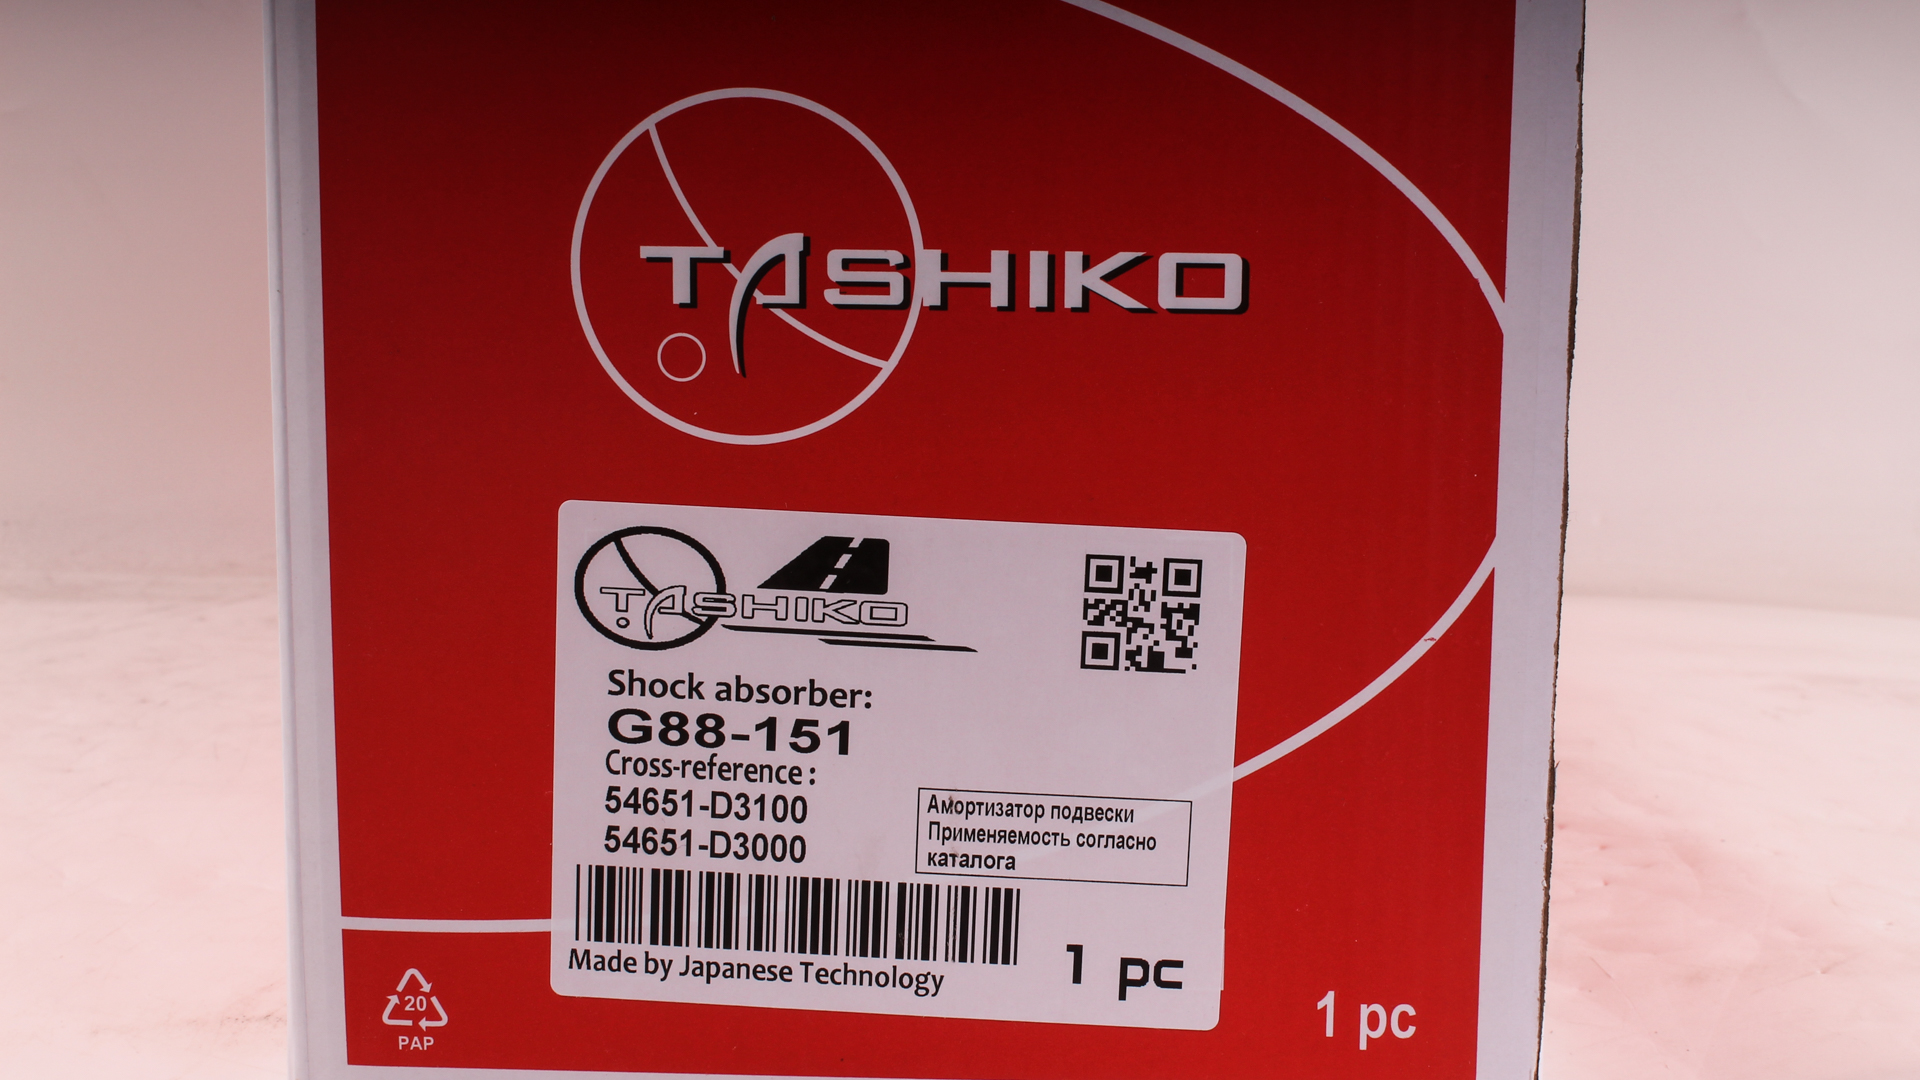 TASHIKO
TASHIKO
Shock absorber:
G88-151
Cross-reference :
54651-D3100
54651-D3000
Амортизатор подвески
Применяемость согласно
каталога
Made by Japanese Technology
1 pc
1 pc
20
PAP